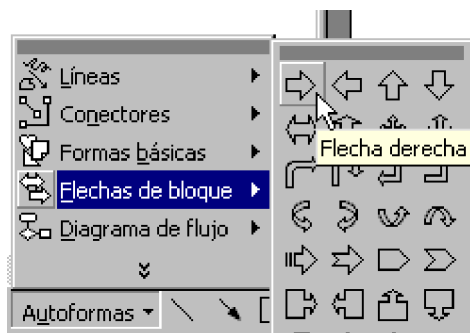 Líneas
Conectores
Formas básicas
Flechas de bloque
Diagrama de flujo
Autoformas
Flecha derecha